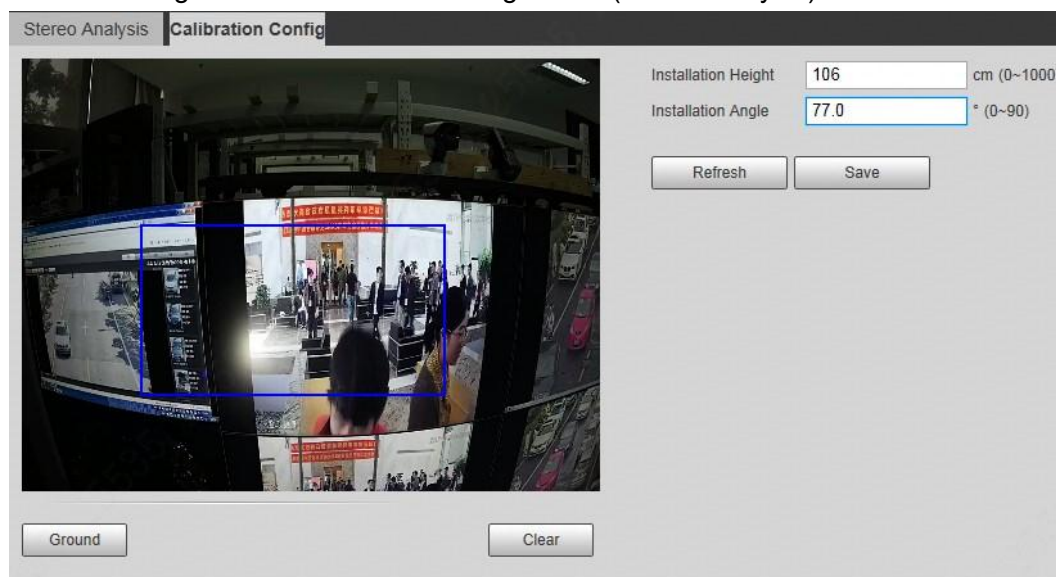 Stereo Analysis Calibration Config
Installation Height 106 cm (0~1000
Installation Angle 77.0 ° (0~90)
Refresh Save
Ground Clear